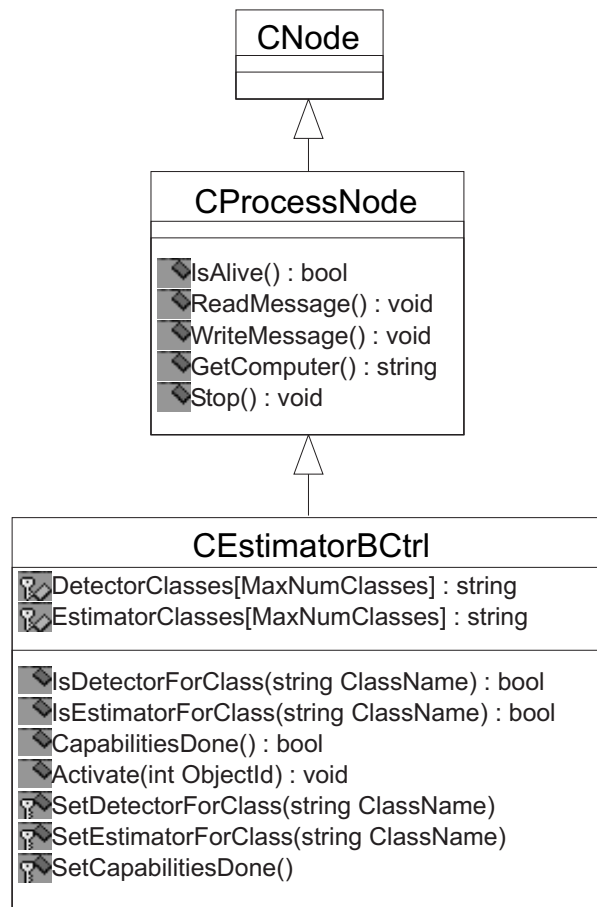 CNode
CProcessNode
IsAlive() : bool
ReadMessage() : void
WriteMessage() : void
GetComputer() : string
Stop() : void
CEstimatorBCtrl
DetectorClasses[MaxNumClasses] : string
EstimatorClasses[MaxNumClasses] : string
IsDetectorForClass(string ClassName) : bool
IsEstimatorForClass(string ClassName) : bool
CapabilitiesDone() : bool
Activate(int ObjectId) : void
SetDetectorForClass(string ClassName)
SetEstimatorForClass(string ClassName)
SetCapabilitiesDone()